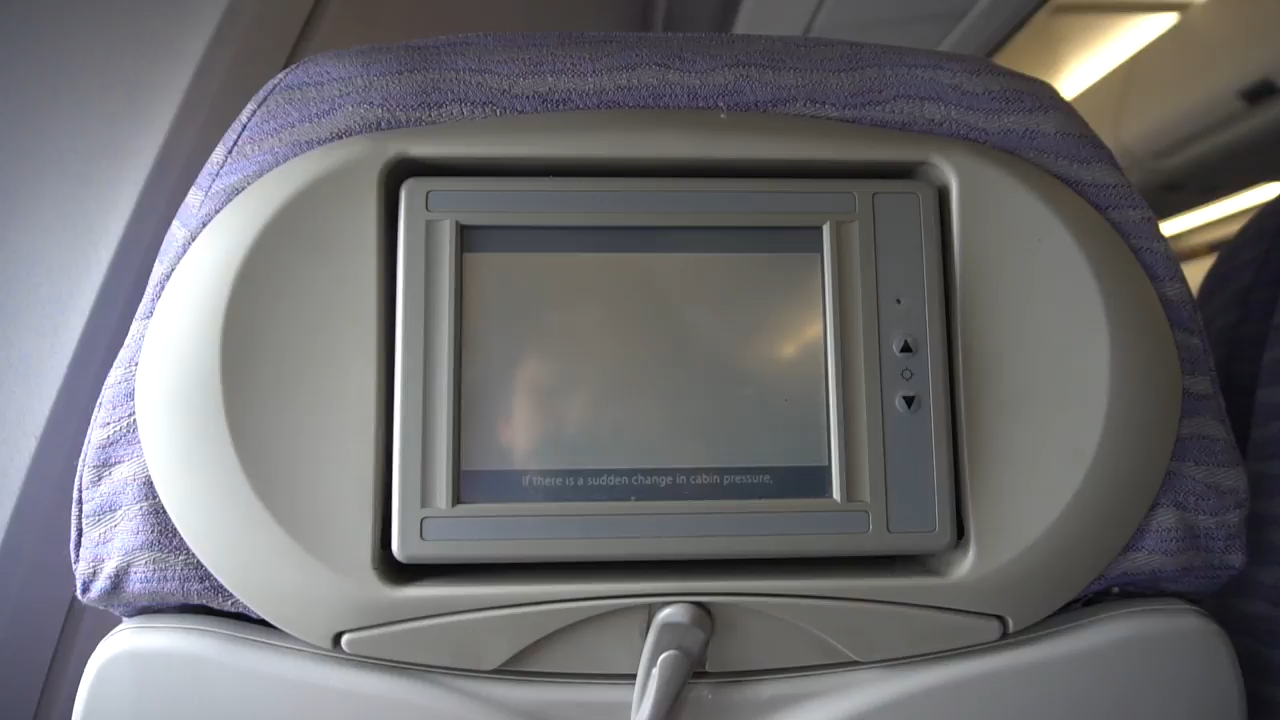 If there is a sudden change in cabin pressure,